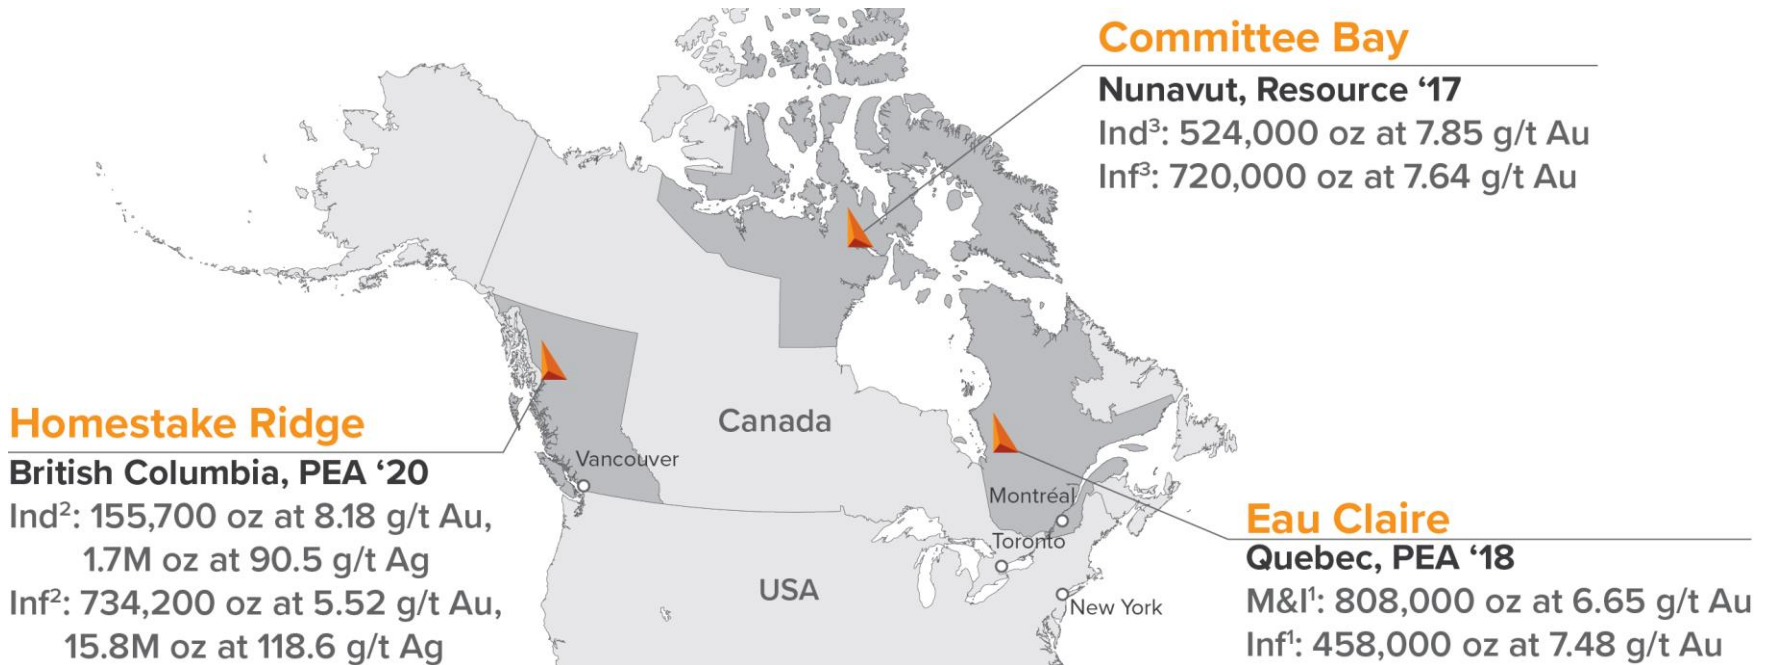 Committee Bay
Nunavut, Resource ‘17
Ind³: 524,000 oz at 7.85 g/t Au
Inf³: 720,000 oz at 7.64 g/t Au
Homestake Ridge
British Columbia, PEA ‘20
Ind²: 155,700 oz at 8.18 g/t Au,
1.7M oz at 90.5 g/t Ag
Inf²: 734,200 oz at 5.52 g/t Au,
15.8M oz at 118.6 g/t Ag
Canada
Vancouver
USA
Montréal
Toronto
New York
Eau Claire
Quebec, PEA ‘18
M&I¹: 808,000 oz at 6.65 g/t Au
Inf¹: 458,000 oz at 7.48 g/t Au